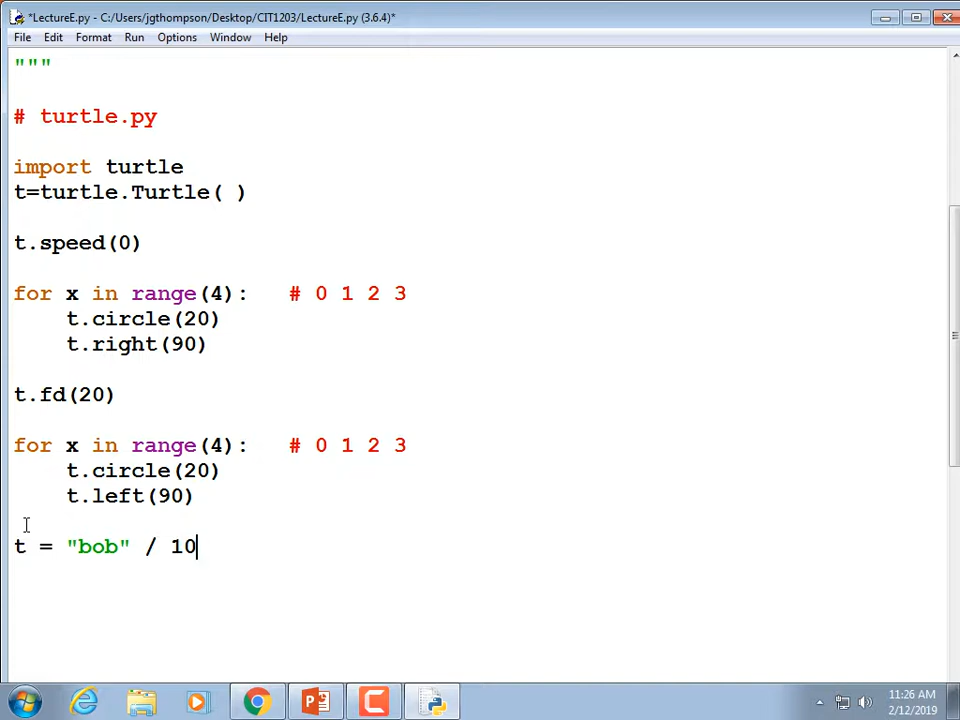 *LectureE.py - C:/Users/jgthompson/Desktop/CIT1203/LectureE.py (3.6.4)*
File Edit Format Run Options Window Help
"""
# turtle.py
import turtle
t=turtle.Turtle( )
t.speed(0)
for x in range(4):   # 0 1 2 3
    t.circle(20)
    t.right(90)
t.fd(20)
for x in range(4):   # 0 1 2 3
    t.circle(20)
    t.left(90)
t = "bob" / 10
11:26 AM
2/12/2019